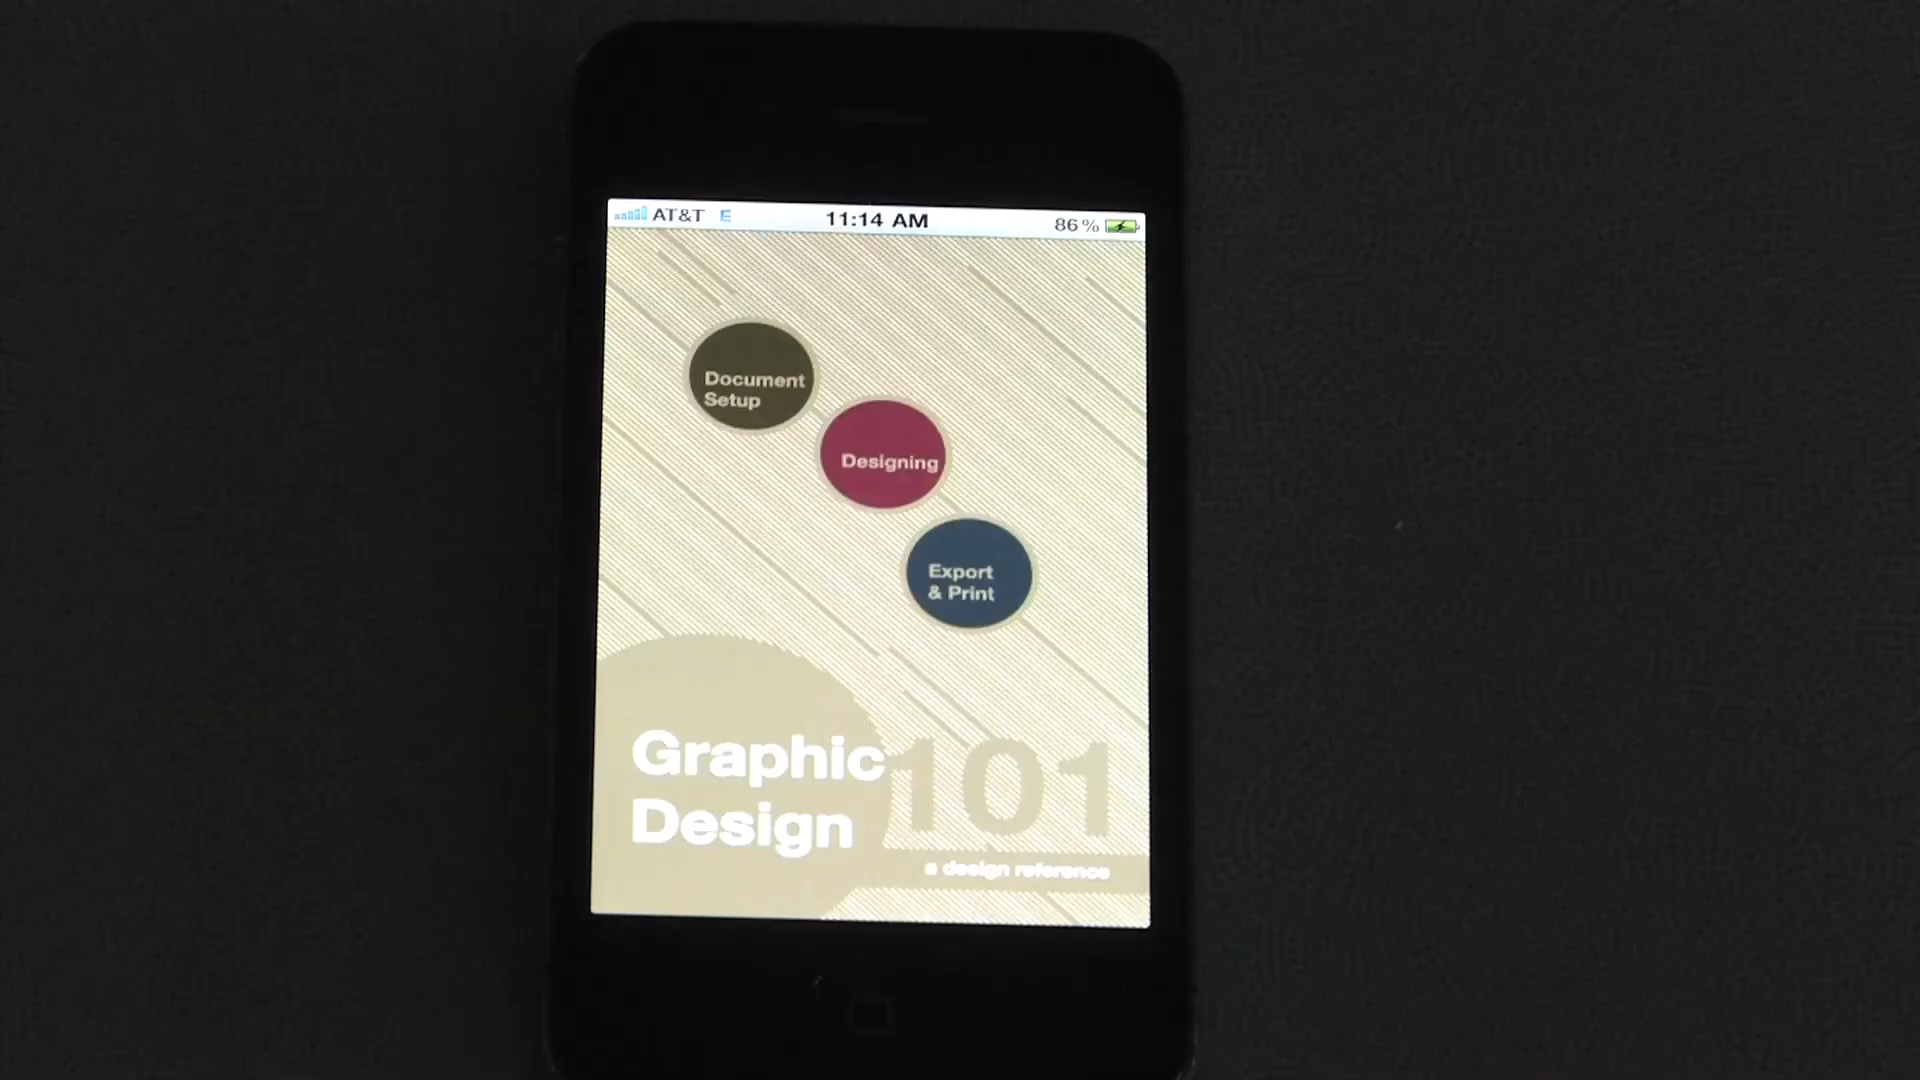 AT&T E 11:14 AM 86%
Document
Setup
Designing
Export
& Print
Graphic
Design
101
a design reference